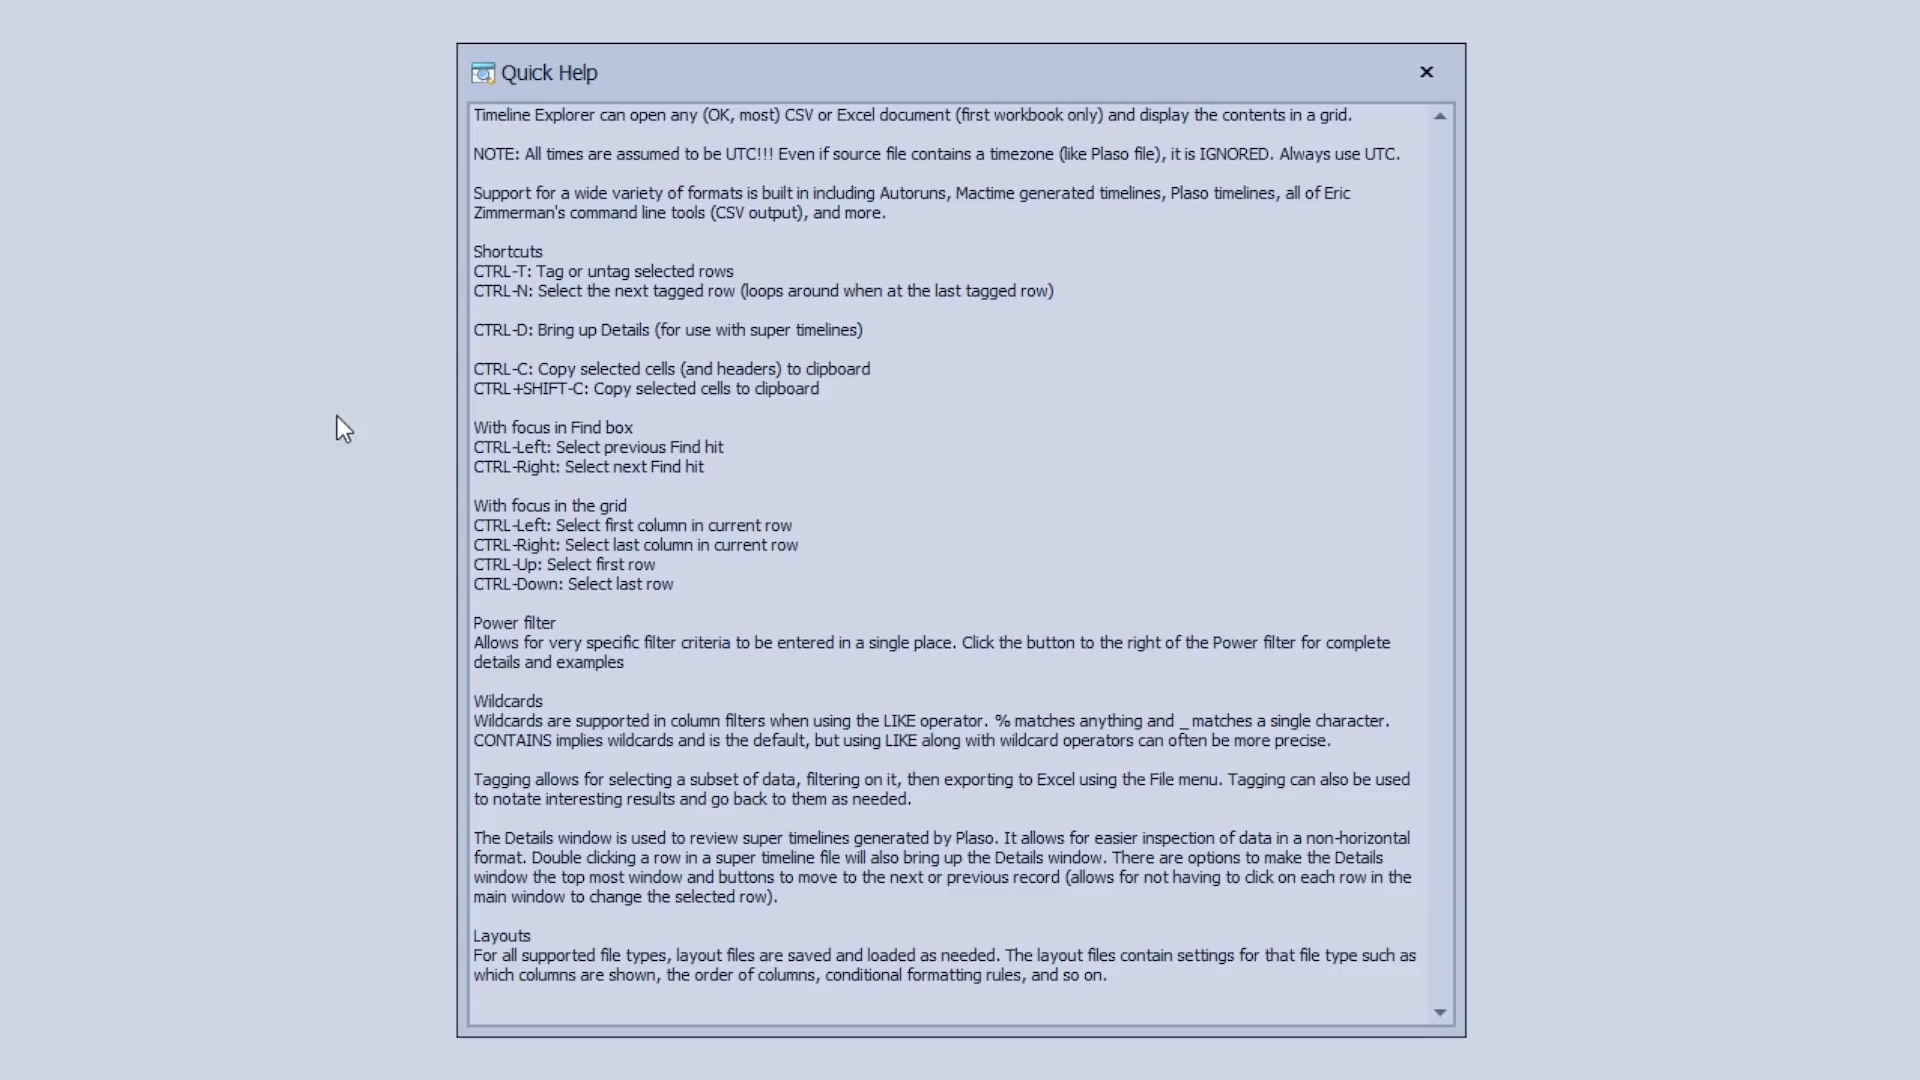 Quick Help
Timeline Explorer can open any (OK, most) CSV or Excel document (first workbook only) and display the contents in a grid.
NOTE: All times are assumed to be UTC!!! Even if source file contains a timezone (like Plaso file), it is IGNORED. Always use UTC.
Support for a wide variety of formats is built in including Autoruns, Mactime generated timelines, Plaso timelines, all of Eric
Zimmerman's command line tools (CSV output), and more.
Shortcuts
CTRL-T: Tag or untag selected rows
CTRL-N: Select the next tagged row (loops around when at the last tagged row)
CTRL-D: Bring up Details (for use with super timelines)
CTRL-C: Copy selected cells (and headers) to clipboard
CTRL+SHIFT-C: Copy selected cells to clipboard
With focus in Find box
CTRL-Left: Select previous Find hit
CTRL-Right: Select next Find hit
With focus in the grid
CTRL-Left: Select first column in current row
CTRL-Right: Select last column in current row
CTRL-Up: Select first row
CTRL-Down: Select last row
Power filter
Allows for very specific filter criteria to be entered in a single place. Click the button to the right of the Power filter for complete
details and examples
Wildcards
Wildcards are supported in column filters when using the LIKE operator. % matches anything and _ matches a single character.
CONTAINS implies wildcards and is the default, but using LIKE along with wildcard operators can often be more precise.
Tagging allows for selecting a subset of data, filtering on it, then exporting to Excel using the File menu. Tagging can also be used
to notate interesting results and go back to them as needed.
The Details window is used to review super timelines generated by Plaso. It allows for easier inspection of data in a non-horizontal
format. Double clicking a row in a super timeline file will also bring up the Details window. There are options to make the Details
window the top most window and buttons to move to the next or previous record (allows for not having to click on each row in the
main window to change the selected row).
Layouts
For all supported file types, layout files are saved and loaded as needed. The layout files contain settings for that file type such as
which columns are shown, the order of columns, conditional formatting rules, and so on.